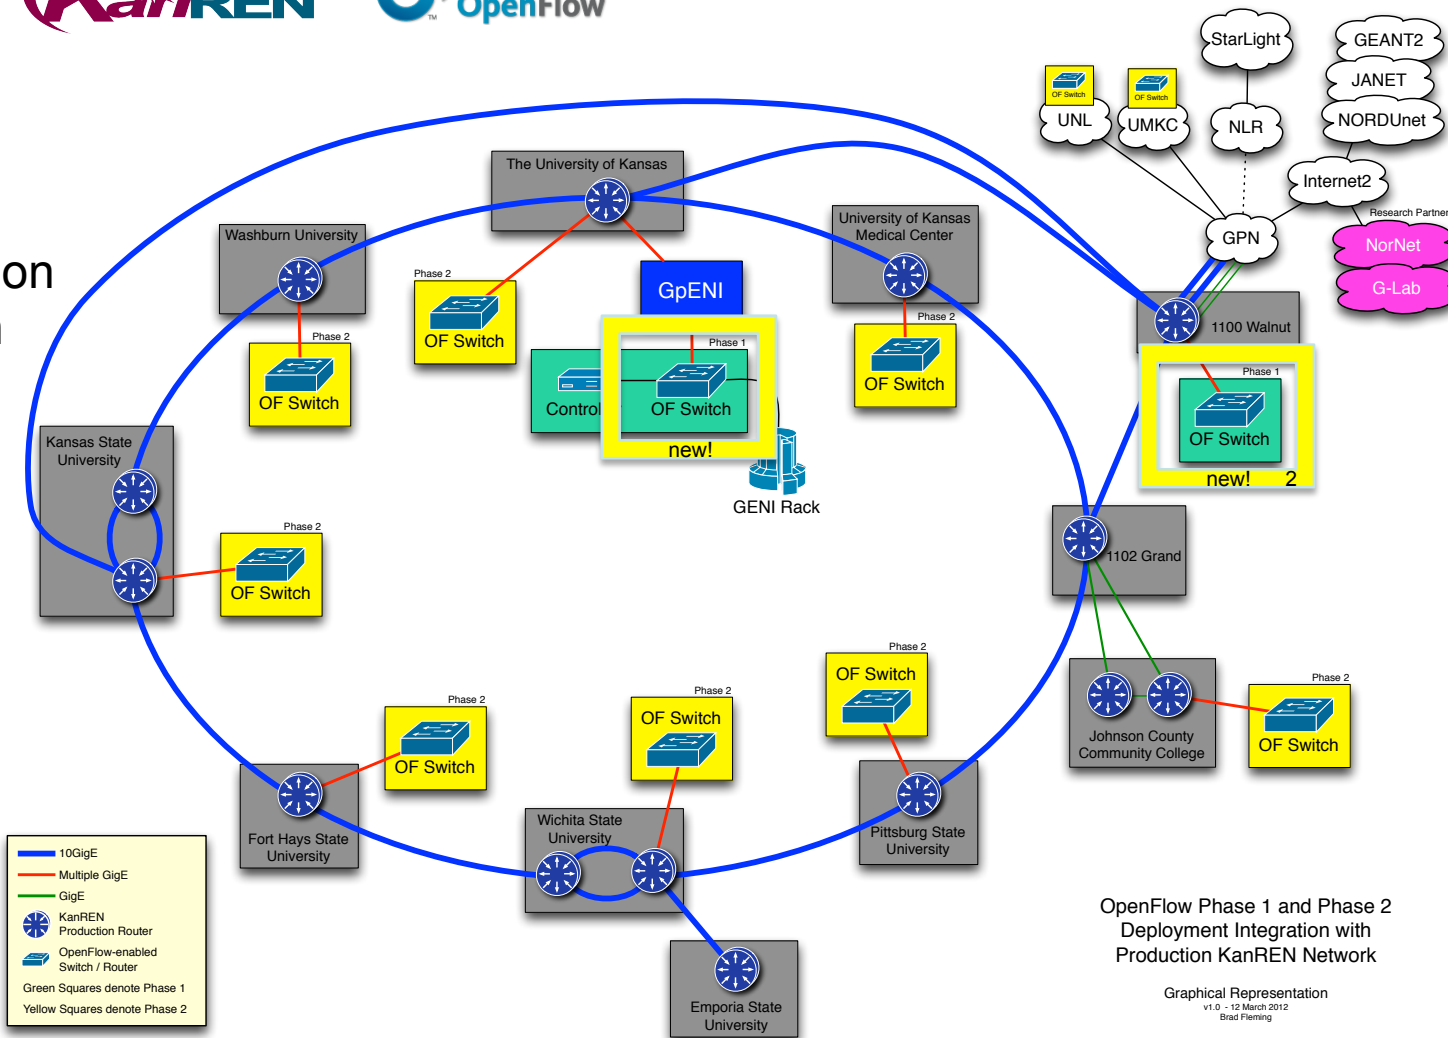 KanREN
OpenFlow
TM
on
StarLight
GEANT2
JANET
NORDUnet
OF Switch
UNL
OF Switch
UMKC
NLR
Internet2
Research Partner
NorNet
G-Lab
GPN
The University of Kansas
Washburn University
University of Kansas
Medical Center
1100 Walnut
Phase 2
OF Switch
GpENI
Phase 2
OF Switch
Phase 1
OF Switch
Control
new!
GENI Rack
Phase 2
OF Switch
Phase 1
OF Switch
new! 2
Kansas State
University
Phase 2
OF Switch
1102 Grand
Phase 2
OF Switch
Phase 2
OF Switch
Phase 2
OF Switch
Johnson County
Community College
Phase 2
OF Switch
Fort Hays State
University
Wichita State
University
Pittsburg State
University
Emporia State
University
10GigE
Multiple GigE
GigE
KanREN
Production Router
OpenFlow-enabled
Switch / Router
Green Squares denote Phase 1
Yellow Squares denote Phase 2
OpenFlow Phase 1 and Phase 2
Deployment Integration with
Production KanREN Network
Graphical Representation
v1.0 - 12 March 2012
Brad Fleming